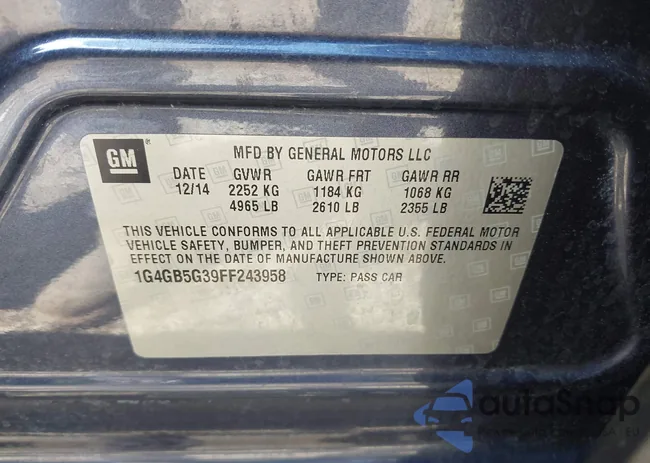 GM
MFD BY GENERAL MOTORS LLC
DATE GVWR GAWR FRT GAWR RR
12/14 2252 KG 1184 KG 1068 KG
4965 LB 2610 LB 2355 LB
THIS VEHICLE CONFORMS TO ALL APPLICABLE U.S. FEDERAL MOTOR
VEHICLE SAFETY, BUMPER, AND THEFT PREVENTION STANDARDS IN
EFFECT ON THE DATE OF MANUFACTURE SHOWN ABOVE.
1G4GB5G39FF243958 TYPE: PASS CAR
autoSnap